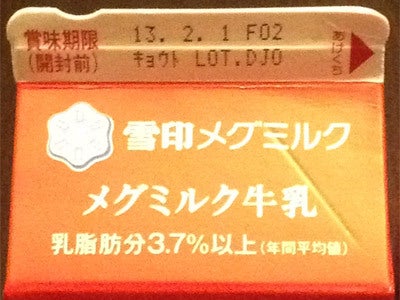 賞味期限 13.2.1 F02
(開封前) キョウト LOT.DJO
あけくち
雪印メグミルク
メグミルク牛乳
乳脂肪分3.7%以上(年間平均値)